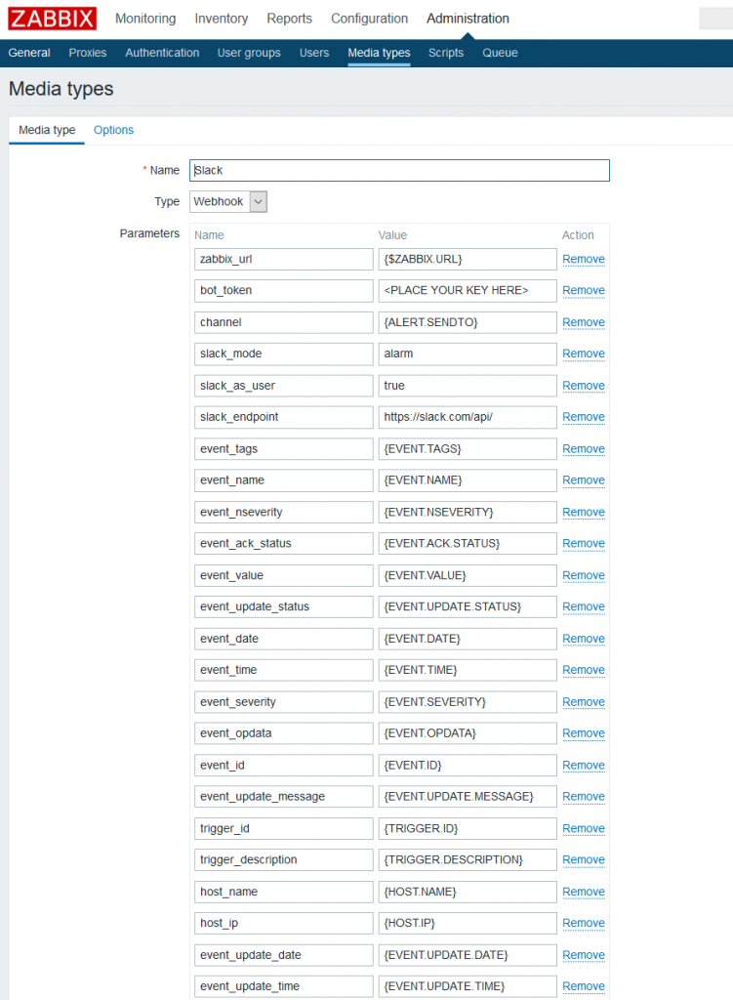 ZABBIX Monitoring Inventory Reports Configuration Administration
General Proxies Authentication User groups Users Media types Scripts Queue
Media types
Media type Options
* Name Slack
Type Webhook
Parameters Name Value Action
zabbix_url {$ZABBIX.URL} Remove
bot_token <PLACE YOUR KEY HERE> Remove
channel {ALERT.SENDTO} Remove
slack_mode alarm Remove
slack_as_user true Remove
slack_endpoint https://slack.com/api/ Remove
event_tags {EVENT.TAGS} Remove
event_name {EVENT.NAME} Remove
event_nseverity {EVENT.NSEVERITY} Remove
event_ack_status {EVENT.ACK.STATUS} Remove
event_value {EVENT.VALUE} Remove
event_update_status {EVENT.UPDATE.STATUS} Remove
event_date {EVENT.DATE} Remove
event_time {EVENT.TIME} Remove
event_severity {EVENT.SEVERITY} Remove
event_opdata {EVENT.OPDATA} Remove
event_id {EVENT.ID} Remove
event_update_message {EVENT.UPDATE.MESSAGE} Remove
trigger_id {TRIGGER.ID} Remove
trigger_description {TRIGGER.DESCRIPTION} Remove
host_name {HOST.NAME} Remove
host_ip {HOST.IP} Remove
event_update_date {EVENT.UPDATE.DATE} Remove
event_update_time {EVENT.UPDATE.TIME} Remove